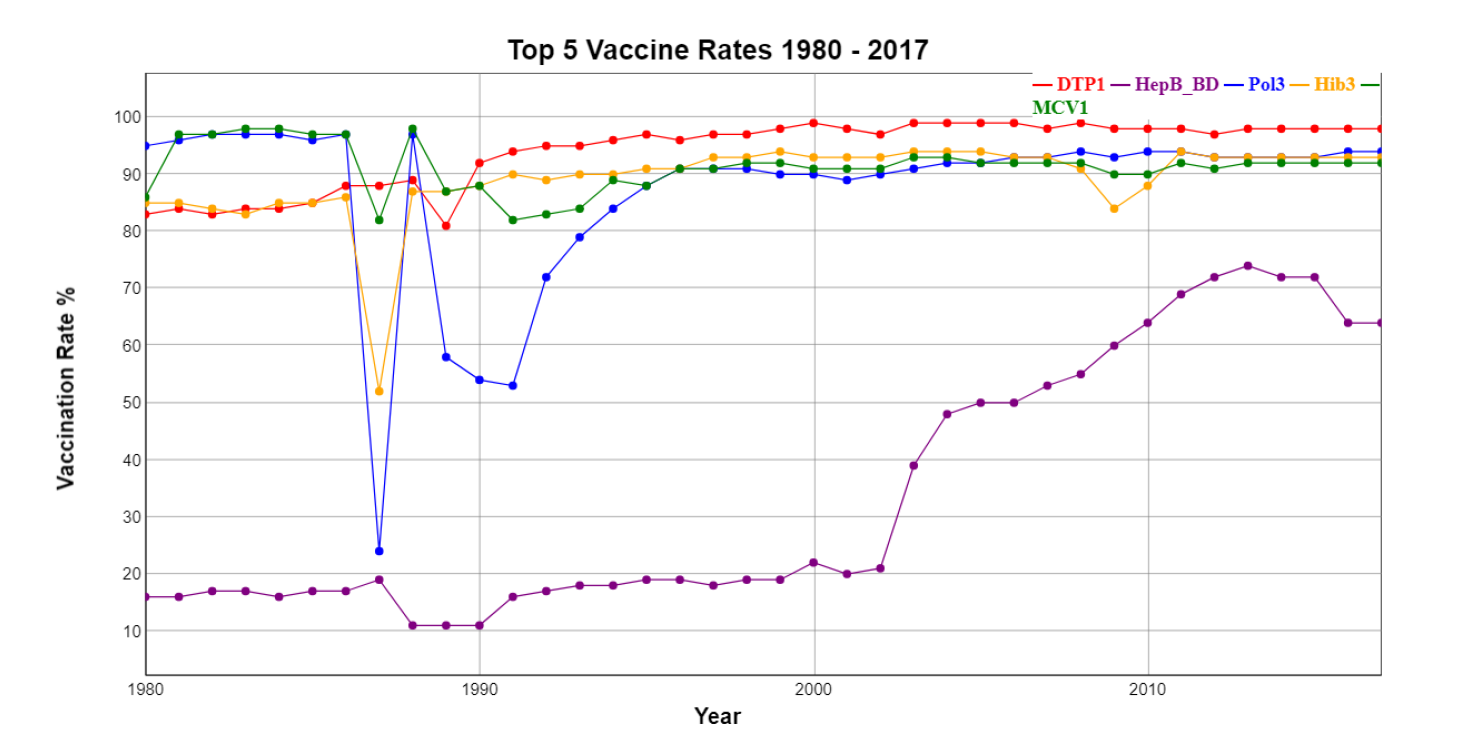 Top 5 Vaccine Rates 1980 - 2017
— DTP1 — HepB_BD — Pol3 — Hib3 —
MCV1
100
90
80
70
60
50
40
30
20
10
Vaccination Rate %
1980 1990 2000 2010
Year